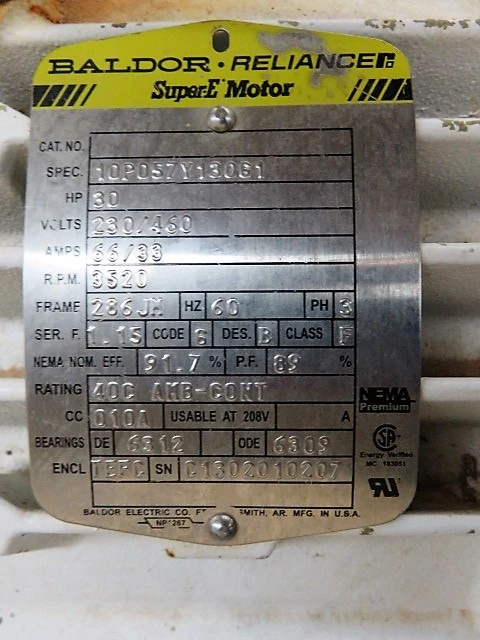 BALDOR • RELIANCE
Super-E Motor
CAT. NO.
SPEC. 10P057Y130G1
HP 30
VOLTS 230/460
AMPS 66/33
R.P.M. 3520
FRAME 286JM HZ 60 PH 3
SER. F. 1.15 CODE G DES. B CLASS F
NEMA NOM. EFF. 91.7 % P.F. 89 %
RATING 40C AMB-CONT
NEMA
Premium
CC 010A USABLE AT 208V A
BEARINGS DE 6312 ODE 6309
Energy Verified
ENCL TEFC SN C1302010207
BALDOR ELECTRIC CO. SMITH, AR. MFG. IN U.S.A.